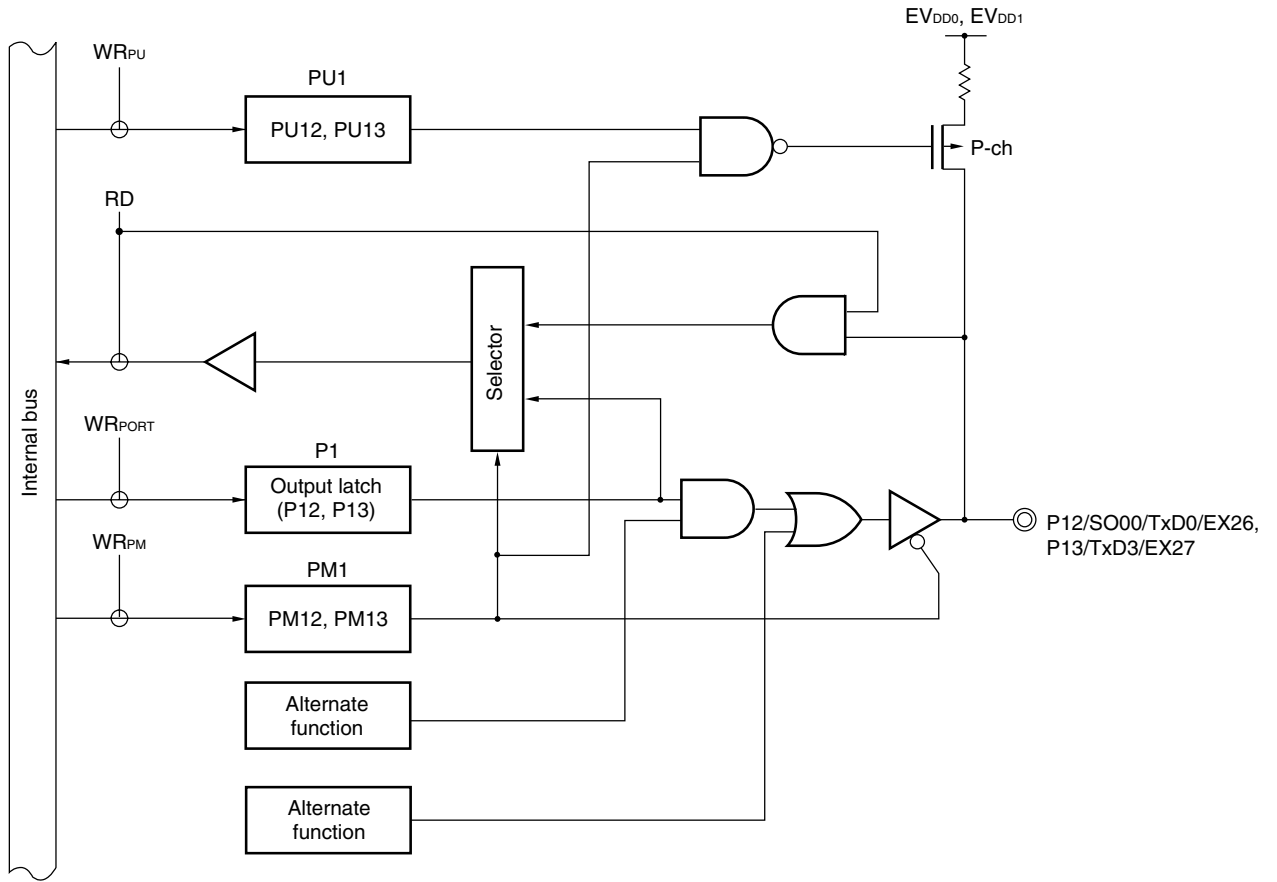 EVDD0, EVDD1
WRPU
PU1
PU12, PU13
P-ch
RD
Selector
Internal bus
WRPORT
P1
Output latch
(P12, P13)
P12/SO00/TxD0/EX26,
P13/TxD3/EX27
WRPM
PM1
PM12, PM13
Alternate
function
Alternate
function